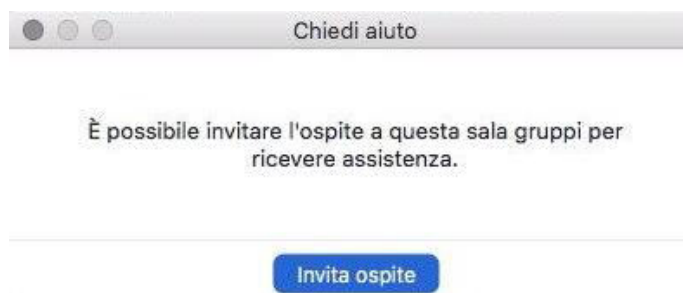 Chiedi aiuto
È possibile invitare l'ospite a questa sala gruppi per
ricevere assistenza.
Invita ospite